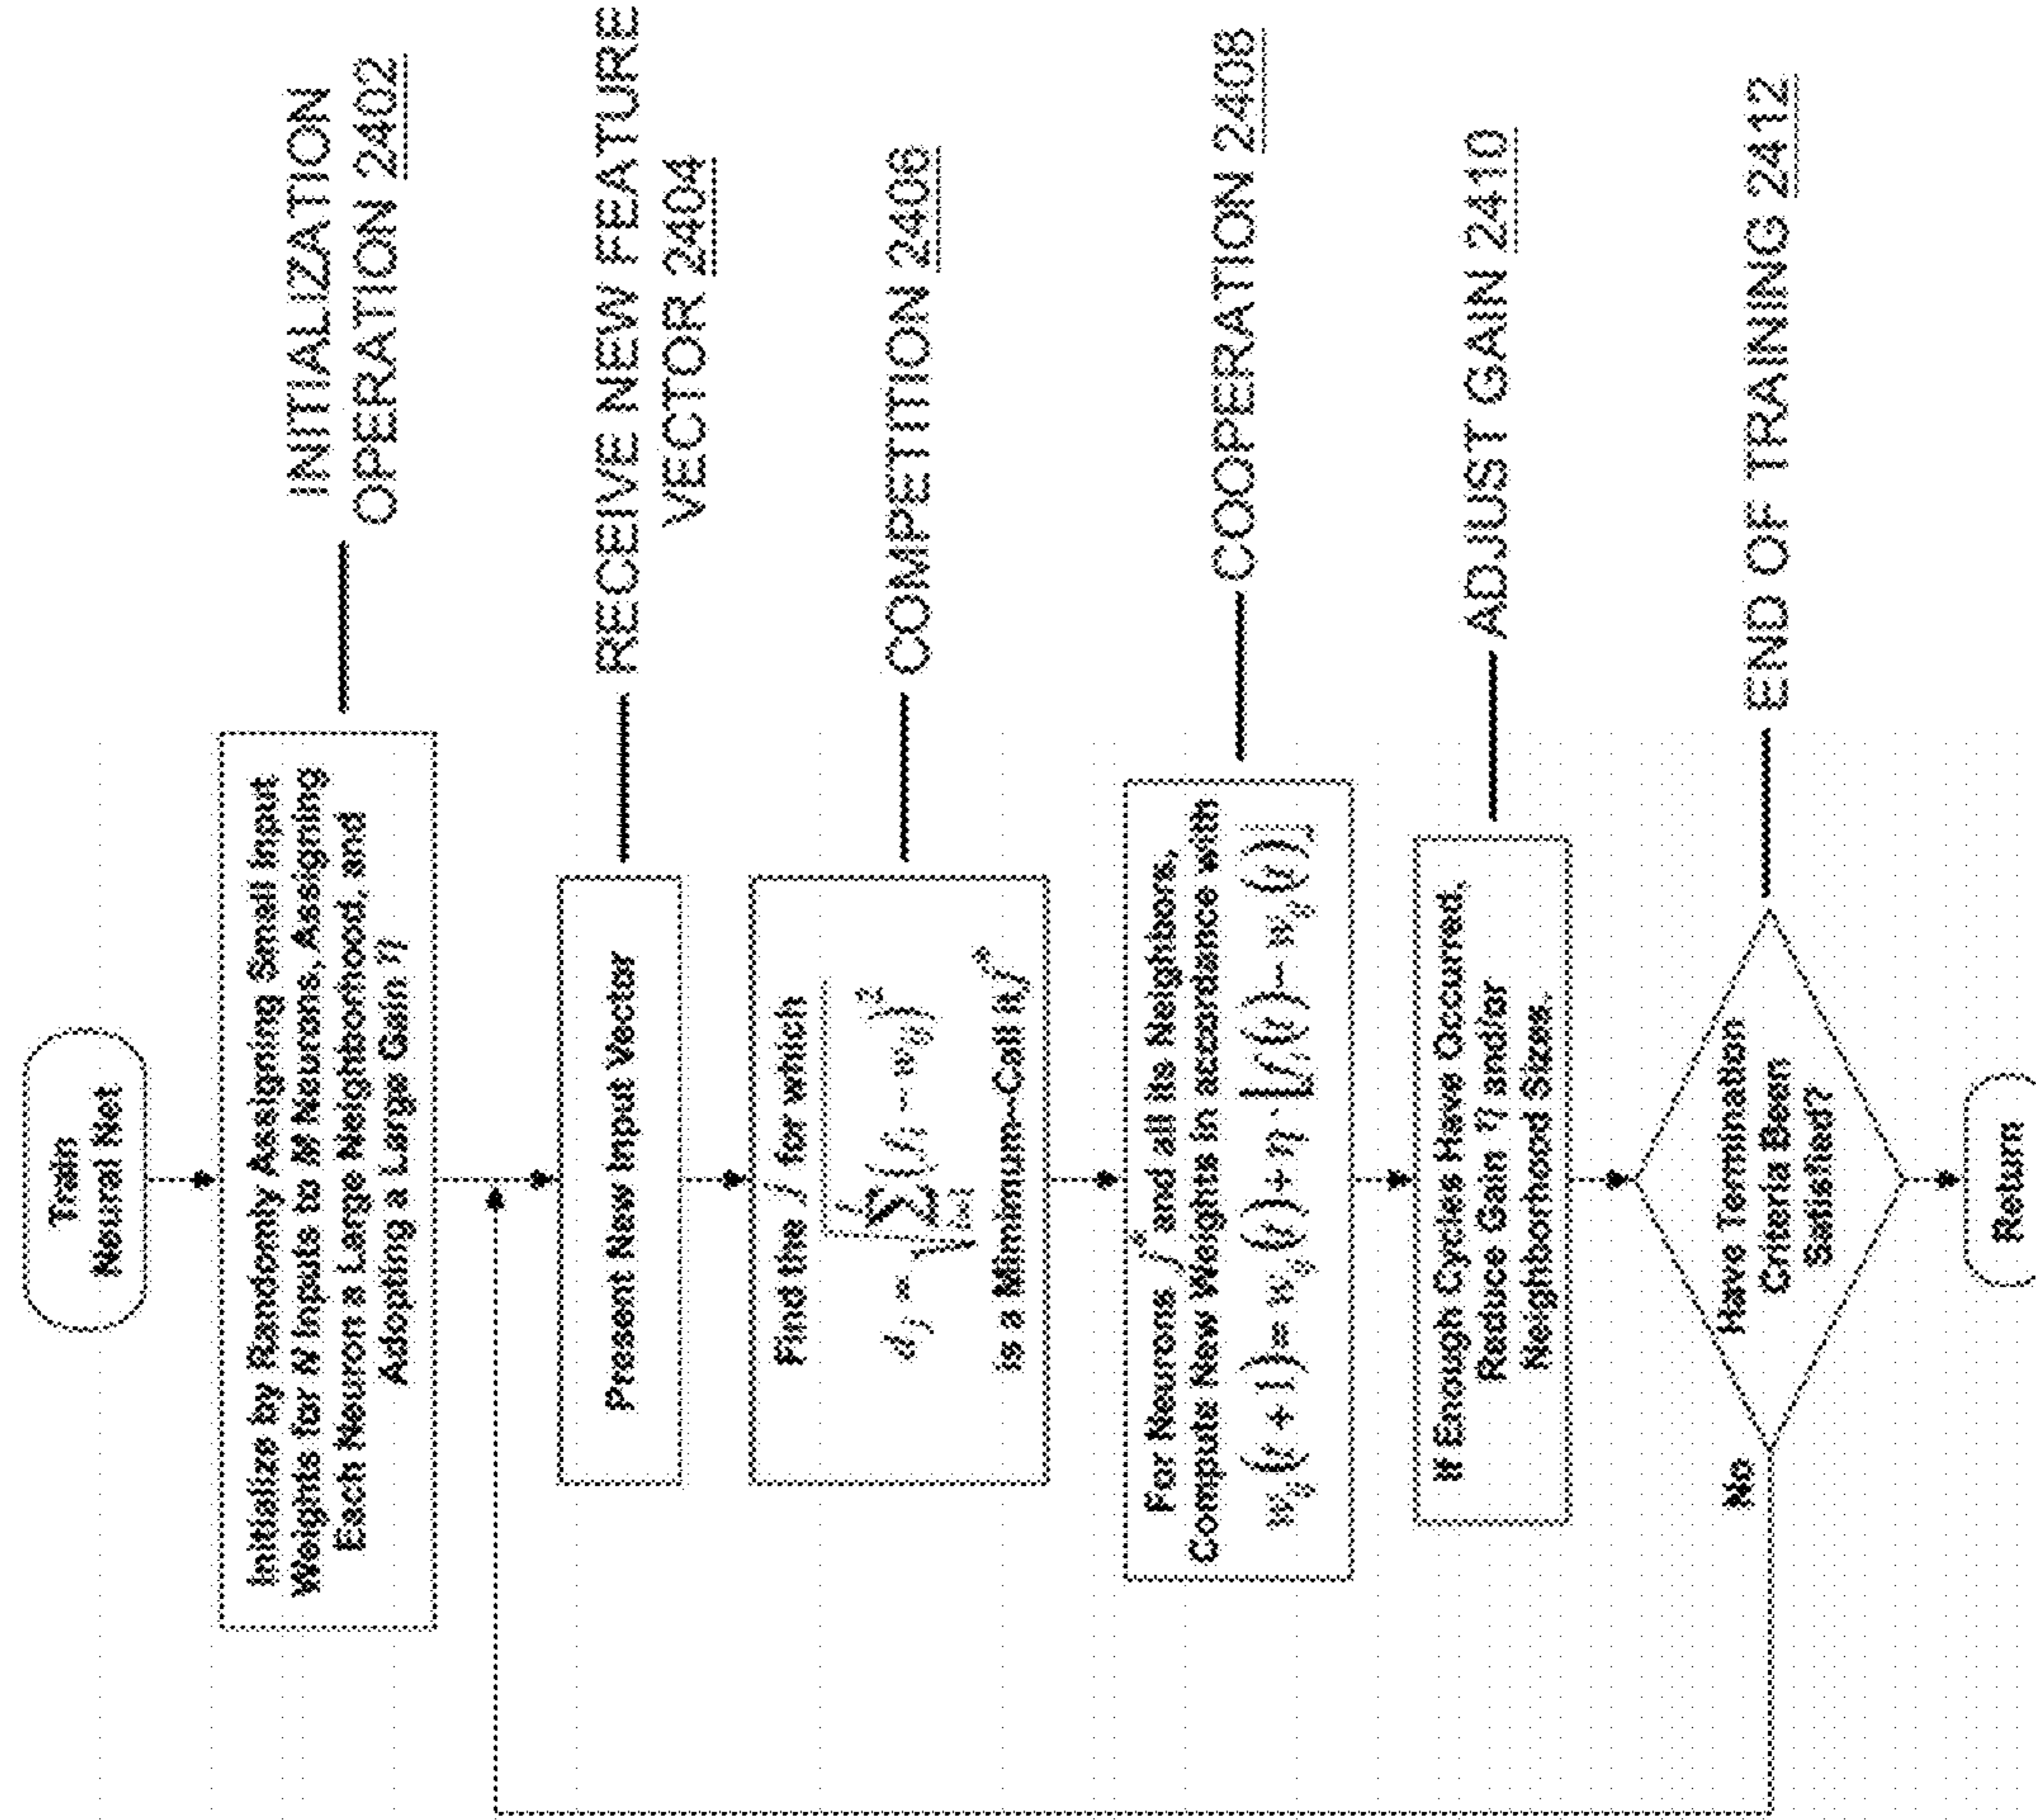 Train
Neural Net
Initialize by Randomly Assigning Small Input
Weights for N Inputs to M Neurons, Assigning
Each Neuron a Large Neighborhood, and
Adopting a Large Gain η
INITIALIZATION
OPERATION 2402
Present New Input Vector
RECEIVE NEW FEATURE
VECTOR 2404
Find the j for which
is a Minimum-Call it j*
COMPETITION 2406
For Neurons j* and all its Neighbors,
Compute New Weights in accordance with
COOPERATION 2408
If Enough Cycles Have Occurred,
Reduce Gain η and/or
Neighborhood Sizes.
ADJUST GAIN 2410
Have Termination
Criteria Been
Satisfied?
END OF TRAINING 2412
No
Return